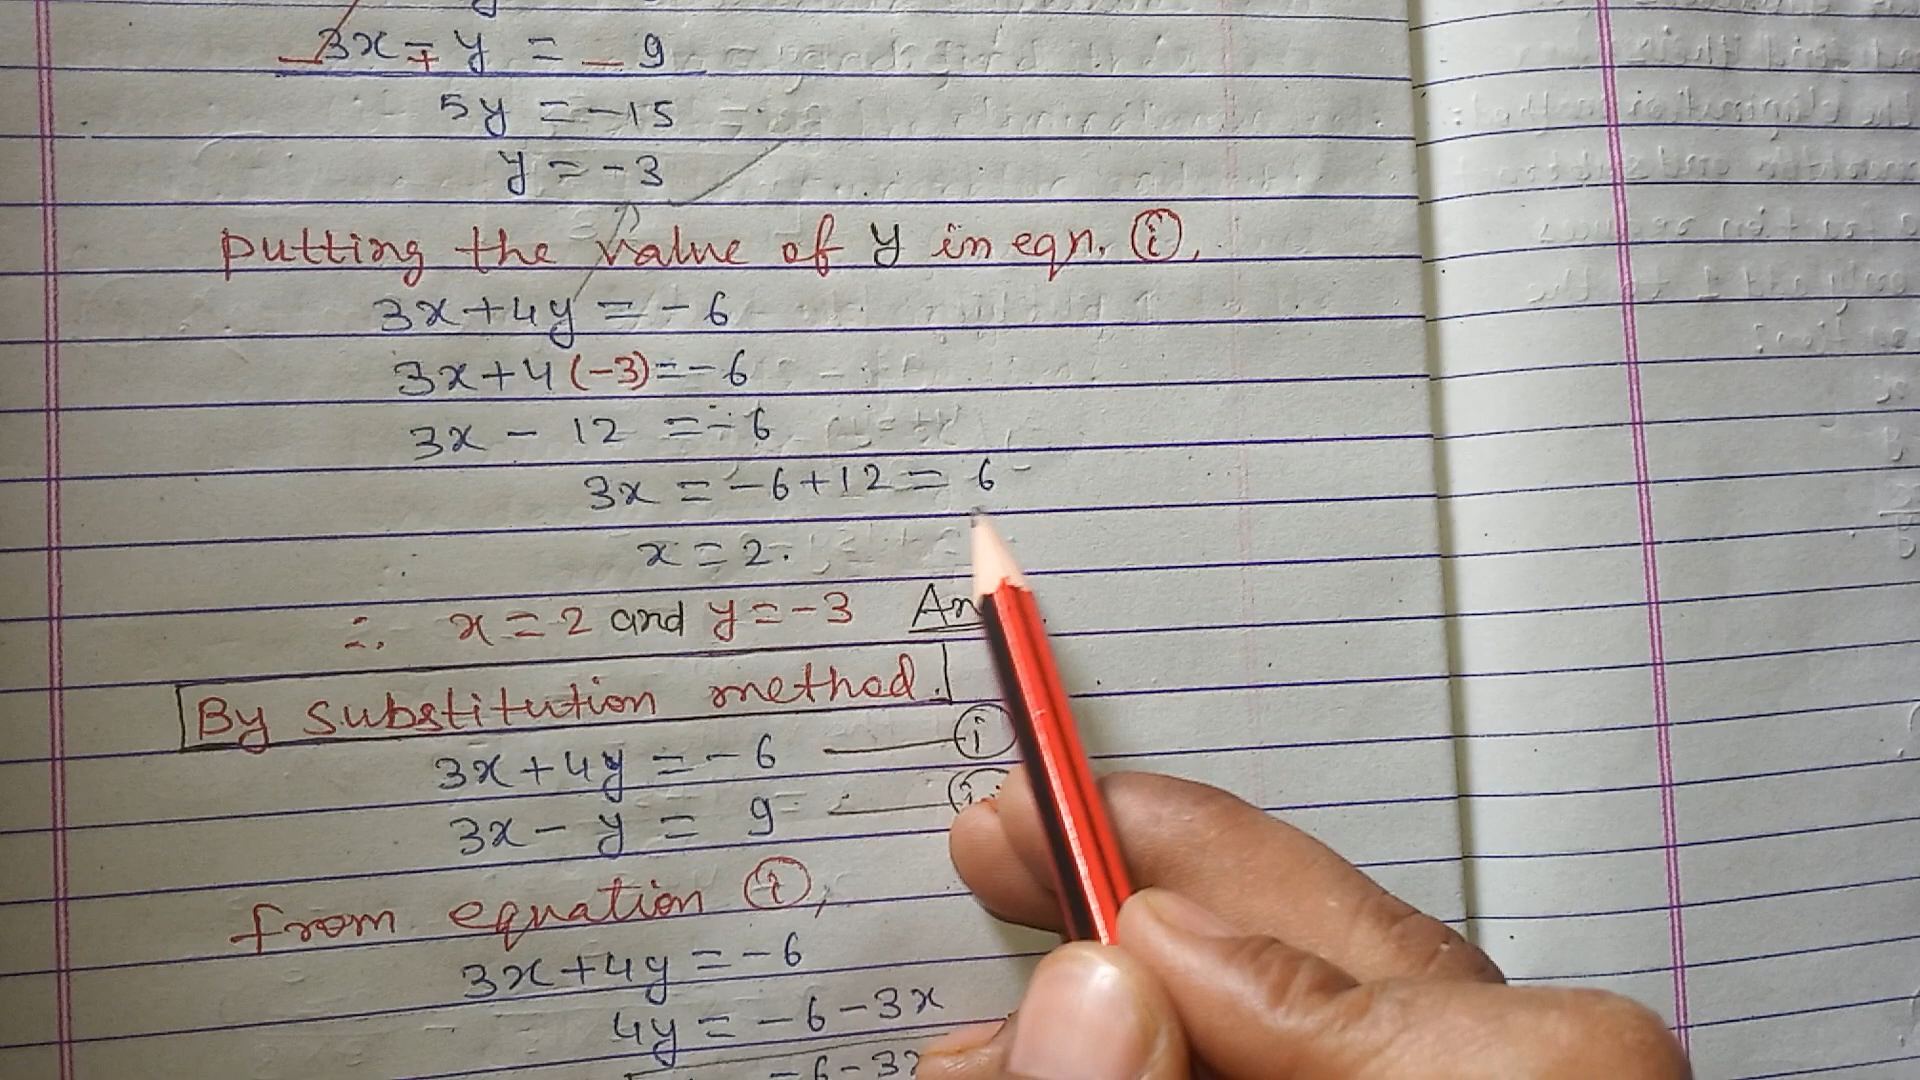 3x - y = 9
- + -
5y = -15
y = -3
putting the value of y in eqn. (i),
3x + 4y = -6
3x + 4 (-3) = -6
3x - 12 = -6
3x = -6 + 12 = 6
x = 2.
∴ x = 2 and y = -3
By substitution method.
3x + 4y = -6 — (i)
3x - y = 9 —
from equation (i),
3x + 4y = -6
4y = -6 - 3x
-6 - 3x